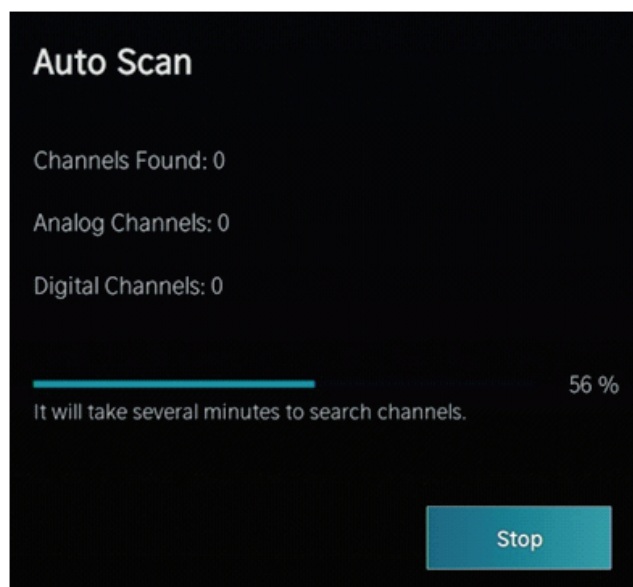 Auto Scan
Channels Found: 0
Analog Channels: 0
Digital Channels: 0
56 %
It will take several minutes to search channels.
Stop